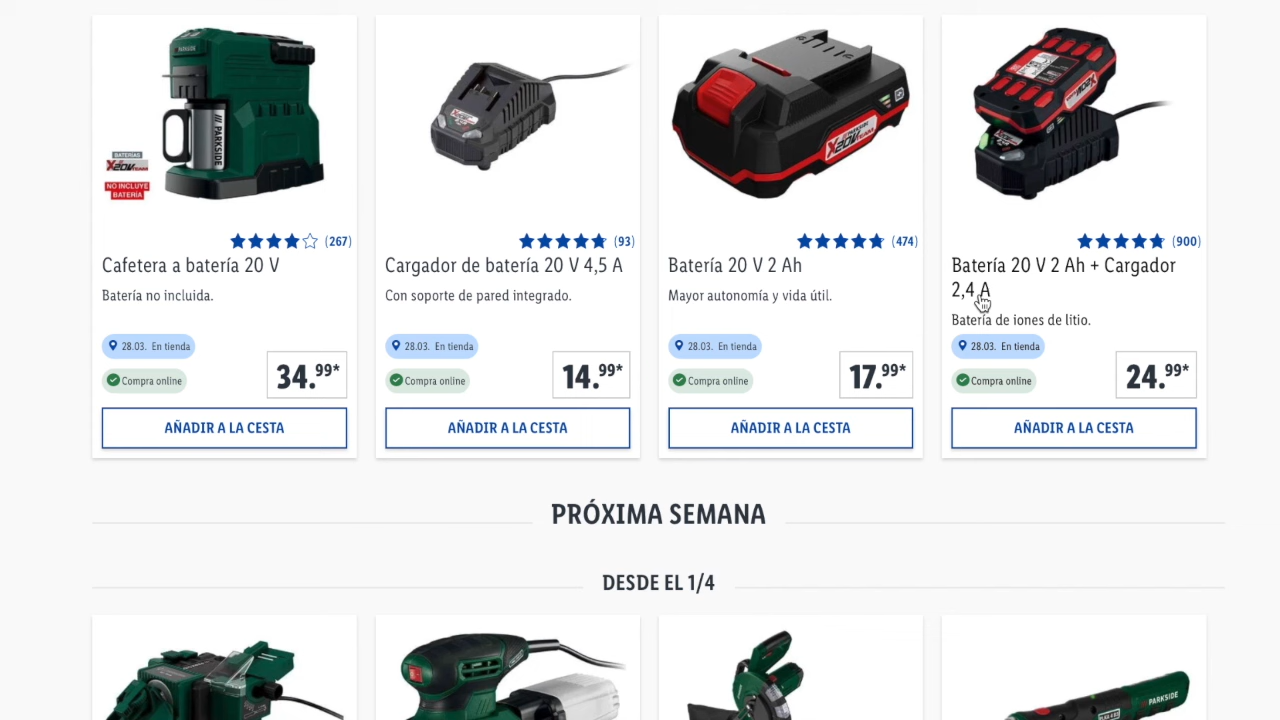 PARKSIDE
PARKSIDE
BATERÍAS
X20V TEAM
NO INCLUYE
BATERÍA
(267)
Cafetera a batería 20 V
Batería no incluida.
28.03. En tienda
Compra online
34.99*
AÑADIR A LA CESTA
(93)
Cargador de batería 20 V 4,5 A
Con soporte de pared integrado.
28.03. En tienda
Compra online
14.99*
AÑADIR A LA CESTA
X20V TEAM
(474)
Batería 20 V 2 Ah
Mayor autonomía y vida útil.
28.03. En tienda
Compra online
17.99*
AÑADIR A LA CESTA
(900)
Batería 20 V 2 Ah + Cargador
2,4 A
Batería de iones de litio.
28.03. En tienda
Compra online
24.99*
AÑADIR A LA CESTA
PRÓXIMA SEMANA
DESDE EL 1/4
PARKSIDE